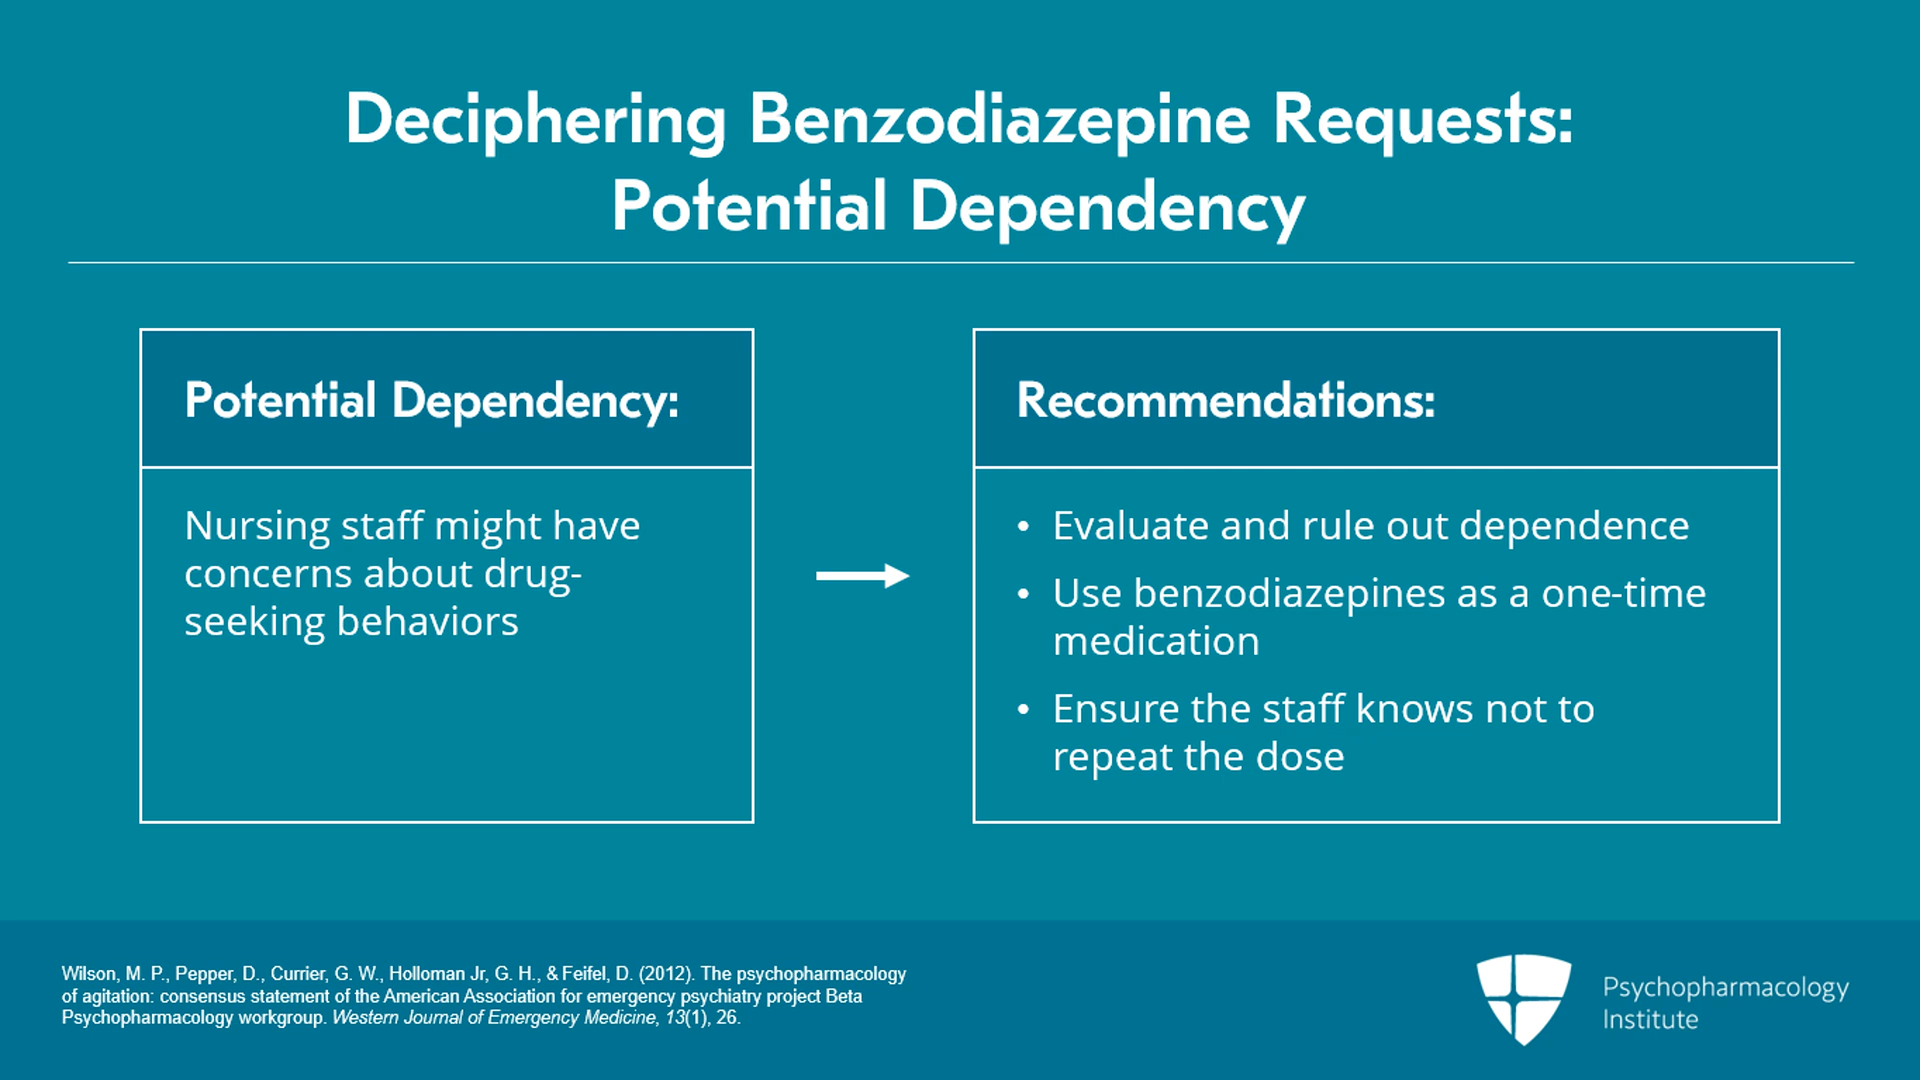 Deciphering Benzodiazepine Requests:
Potential Dependency
Potential Dependency:
Nursing staff might have
concerns about drug-
seeking behaviors
Recommendations:
• Evaluate and rule out dependence
• Use benzodiazepines as a one-time
medication
• Ensure the staff knows not to
repeat the dose
Wilson, M. P., Pepper, D., Currier, G. W., Holloman Jr, G. H., & Feifel, D. (2012). The psychopharmacology
of agitation: consensus statement of the American Association for emergency psychiatry project Beta
Psychopharmacology workgroup. Western Journal of Emergency Medicine, 13(1), 26.
Psychopharmacology
Institute